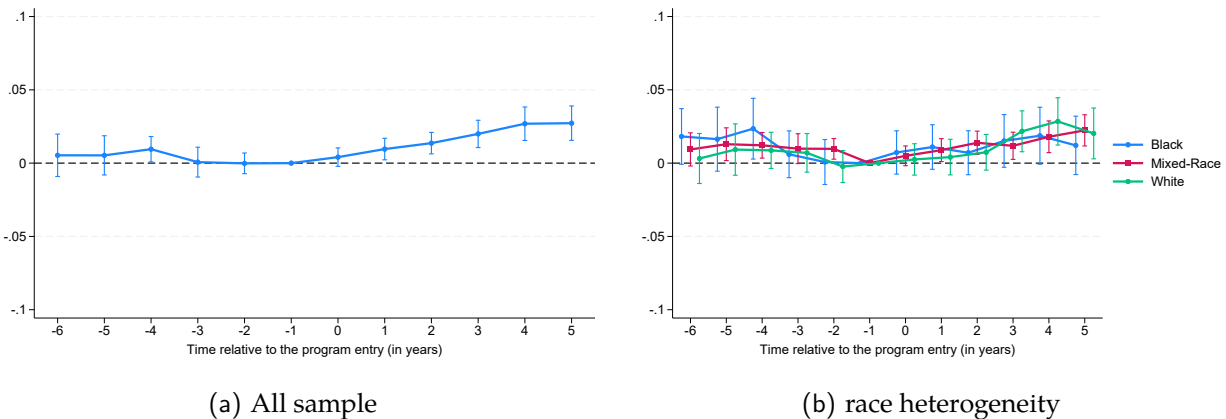 .1
.05
0
-.05
-.1
-6 -5 -4 -3 -2 -1 0 1 2 3 4 5
Time relative to the program entry (in years)
(a) All sample
.1
.05
0
-.05
-.1
-6 -5 -4 -3 -2 -1 0 1 2 3 4 5
Time relative to the program entry (in years)
Black
Mixed-Race
White
(b) race heterogeneity